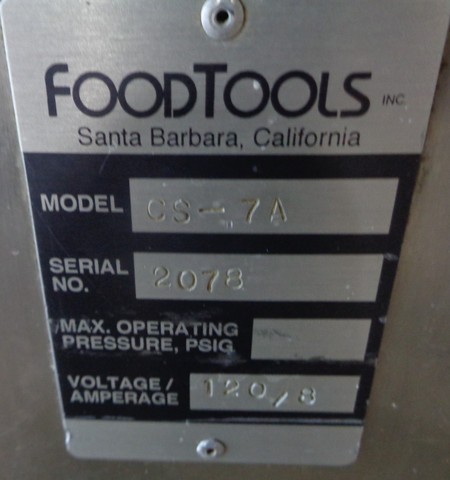 FOODTOOLS INC.
Santa Barbara, California
MODEL CS-7A
SERIAL NO. 2078
MAX. OPERATING
PRESSURE, PSIG
VOLTAGE/
AMPERAGE 120/8